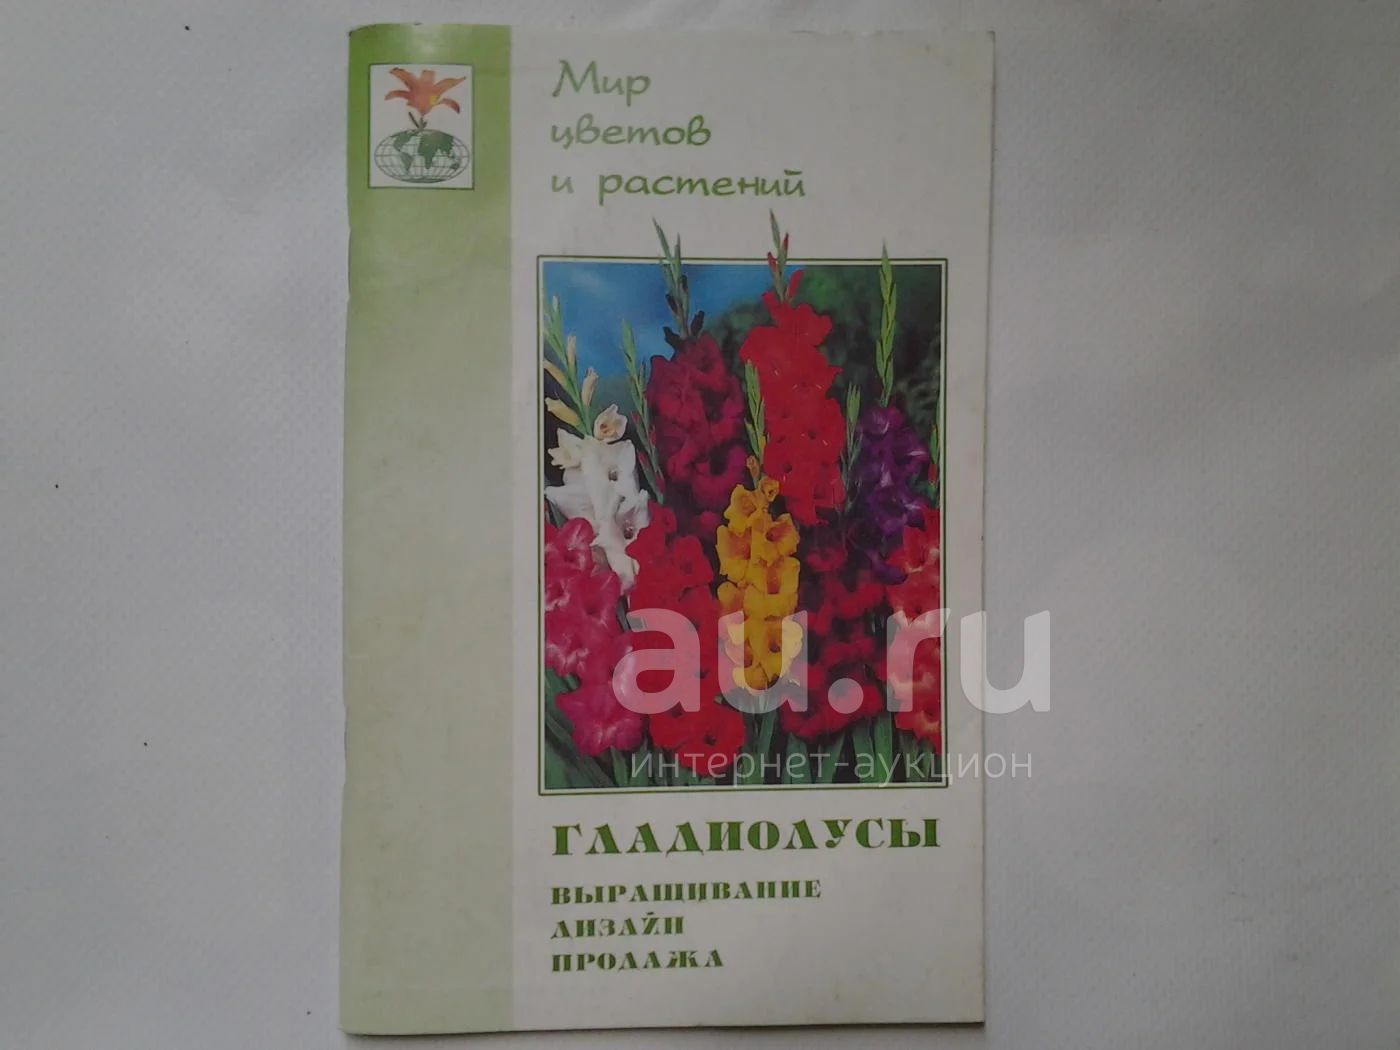 Мир
цветов
и растений
au.ru
интернет-аукцион
ГЛАДИОЛУСЫ
ВЫРАЩИВАНИЕ
ДИЗАЙН
ПРОДАЖА